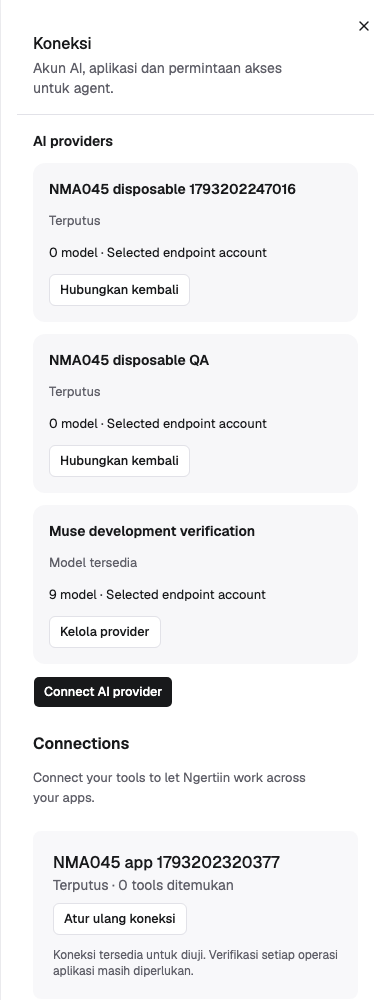 Koneksi
Akun AI, aplikasi dan permintaan akses
untuk agent.
AI providers
NMA045 disposable 1793202247016
Terputus
0 model · Selected endpoint account
Hubungkan kembali
NMA045 disposable QA
Terputus
0 model · Selected endpoint account
Hubungkan kembali
Muse development verification
Model tersedia
9 model · Selected endpoint account
Kelola provider
Connect AI provider
Connections
Connect your tools to let Ngertiin work across
your apps.
NMA045 app 1793202320377
Terputus · 0 tools ditemukan
Atur ulang koneksi
Koneksi tersedia untuk diuji. Verifikasi setiap operasi
aplikasi masih diperlukan.